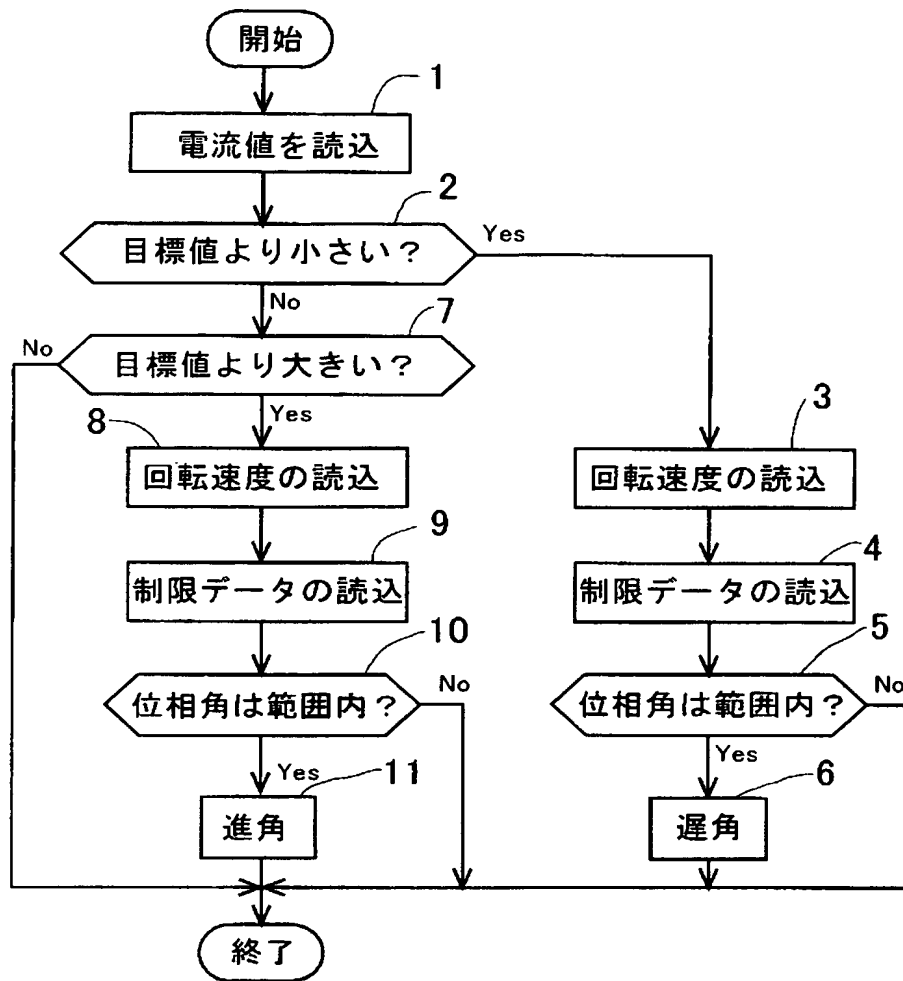 開始
1
電流値を読込
2
目標値より小さい?
Yes
No
7
No
目標値より大きい?
Yes
8
回転速度の読込
3
回転速度の読込
9
制限データの読込
4
制限データの読込
10
位相角は範囲内?
No
5
位相角は範囲内?
No
Yes
11
進角
Yes
6
遅角
終了